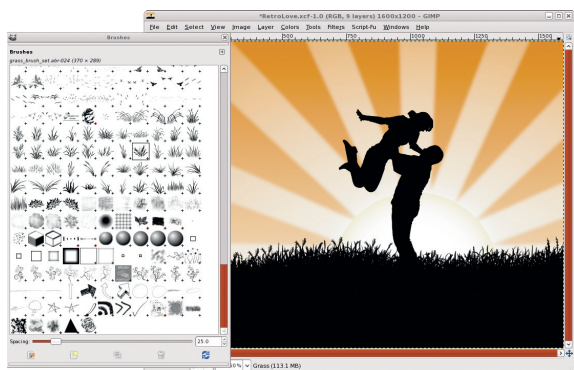 *RetroLove.xcf-1.0 (RGB, 9 layers) 1600x1200 – GIMP
File Edit Select View Image Layer Colors Tools Filters Script-Fu Windows Help
Brushes
500 750 1000 1250 1500
Brushes
grass_brush_set.abr-024 (370 × 289)
Spacing: 25.0
Grass (113.1 MB)